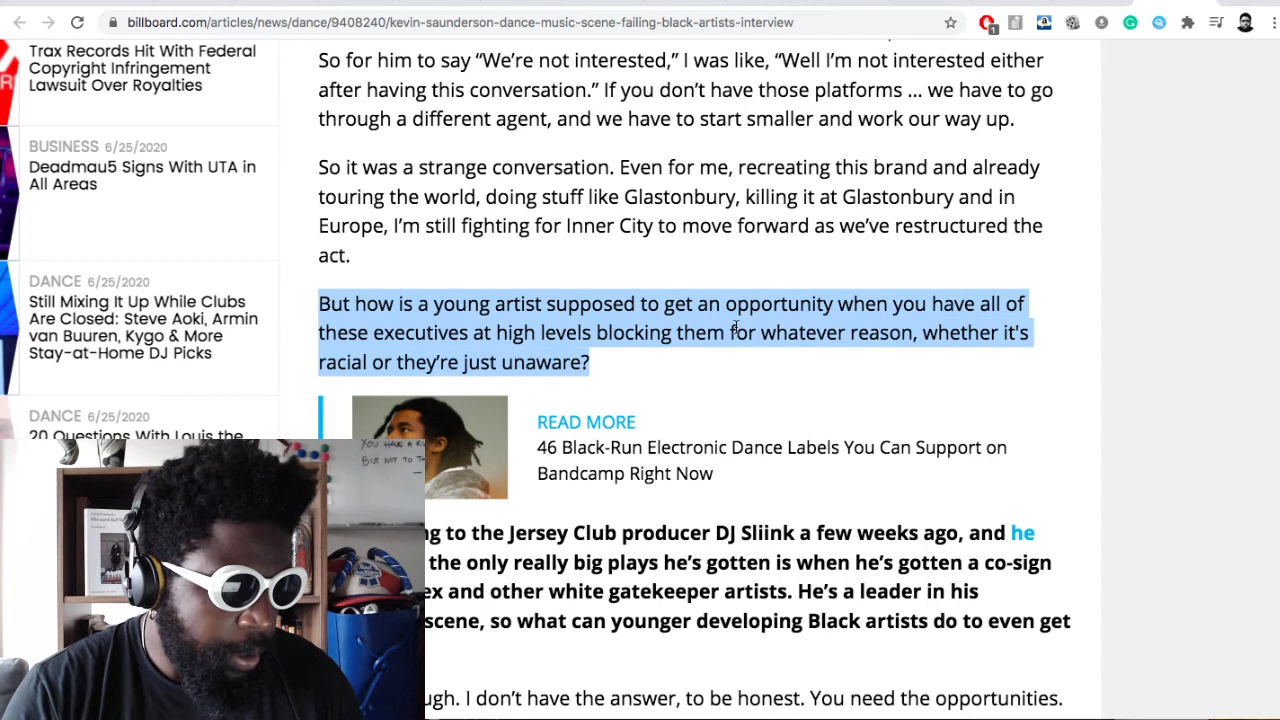 billboard.com/articles/news/dance/9408240/kevin-saunderson-dance-music-scene-failing-black-artists-interview
1
Trax Records Hit With Federal
Copyright Infringement
Lawsuit Over Royalties
BUSINESS 6/25/2020
Deadmau5 Signs With UTA in
All Areas
DANCE 6/25/2020
Still Mixing It Up While Clubs
Are Closed: Steve Aoki, Armin
van Buuren, Kygo & More
Stay-at-Home DJ Picks
DANCE 6/25/2020
20 Questions With Louis the
So for him to say “We’re not interested,” I was like, “Well I’m not interested either
after having this conversation.” If you don’t have those platforms … we have to go
through a different agent, and we have to start smaller and work our way up.
So it was a strange conversation. Even for me, recreating this brand and already
touring the world, doing stuff like Glastonbury, killing it at Glastonbury and in
Europe, I’m still fighting for Inner City to move forward as we’ve restructured the
act.
But how is a young artist supposed to get an opportunity when you have all of
these executives at high levels blocking them for whatever reason, whether it's
racial or they’re just unaware?
YOU HAVE A
BUT NOT TO
READ MORE
46 Black-Run Electronic Dance Labels You Can Support on
Bandcamp Right Now
to the Jersey Club producer DJ Sliink a few weeks ago, and he
the only really big plays he’s gotten is when he’s gotten a co-sign
and other white gatekeeper artists. He’s a leader in his
scene, so what can younger developing Black artists do to even get
I don’t have the answer, to be honest. You need the opportunities.